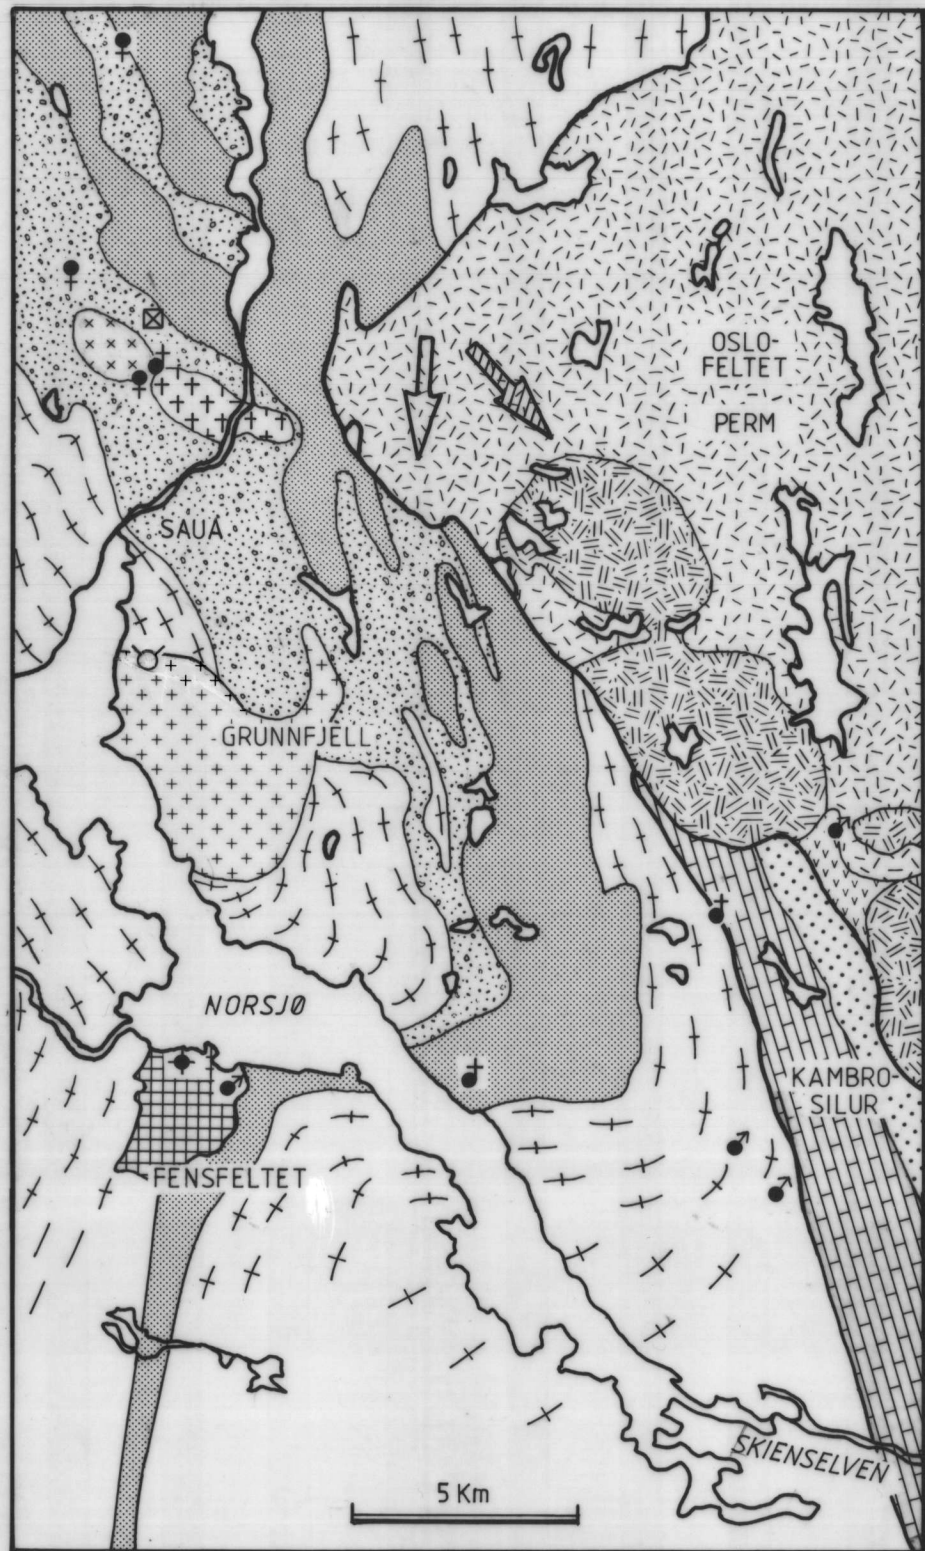 OSLO-
FELTET
PERM
SAUA
GRUNNFJELL
NORSJØ
KAMBRO-
SILUR
FENSFELTET
SKIENSELVEN
5 Km